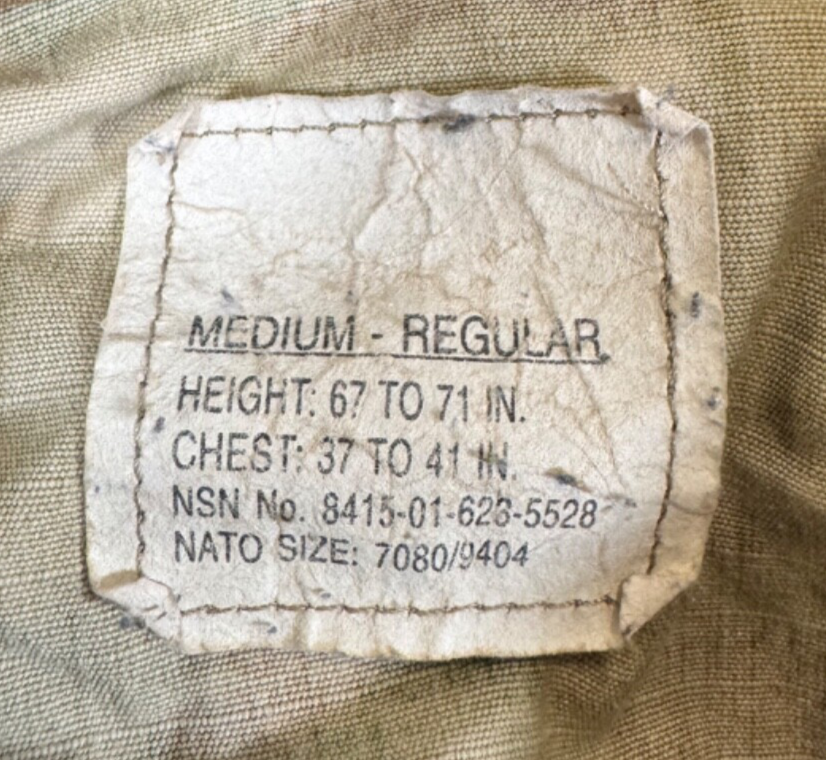 MEDIUM - REGULAR
HEIGHT: 67 TO 71 IN.
CHEST: 37 TO 41 IN.
NSN No. 8415-01-623-5528
NATO SIZE: 7080/9404